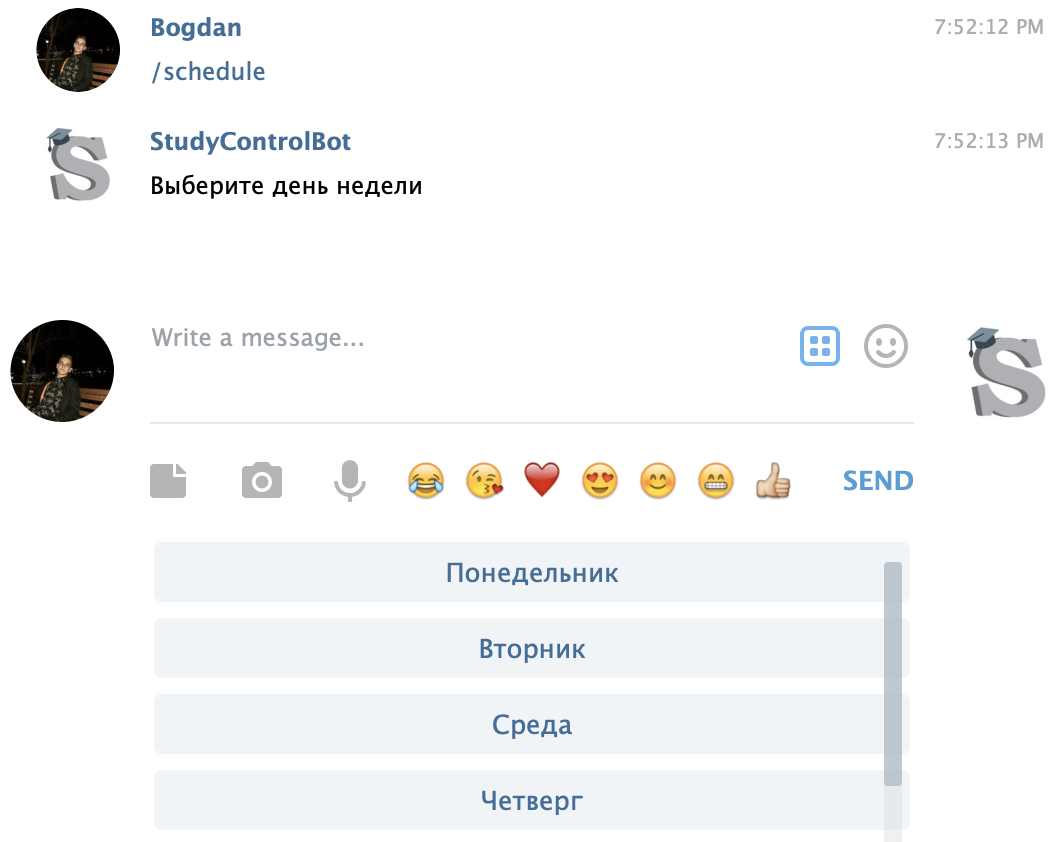 Bogdan 7:52:12 PM
/schedule
StudyControlBot 7:52:13 PM
Выберите день недели
Write a message...
SEND
Понедельник
Вторник
Среда
Четверг